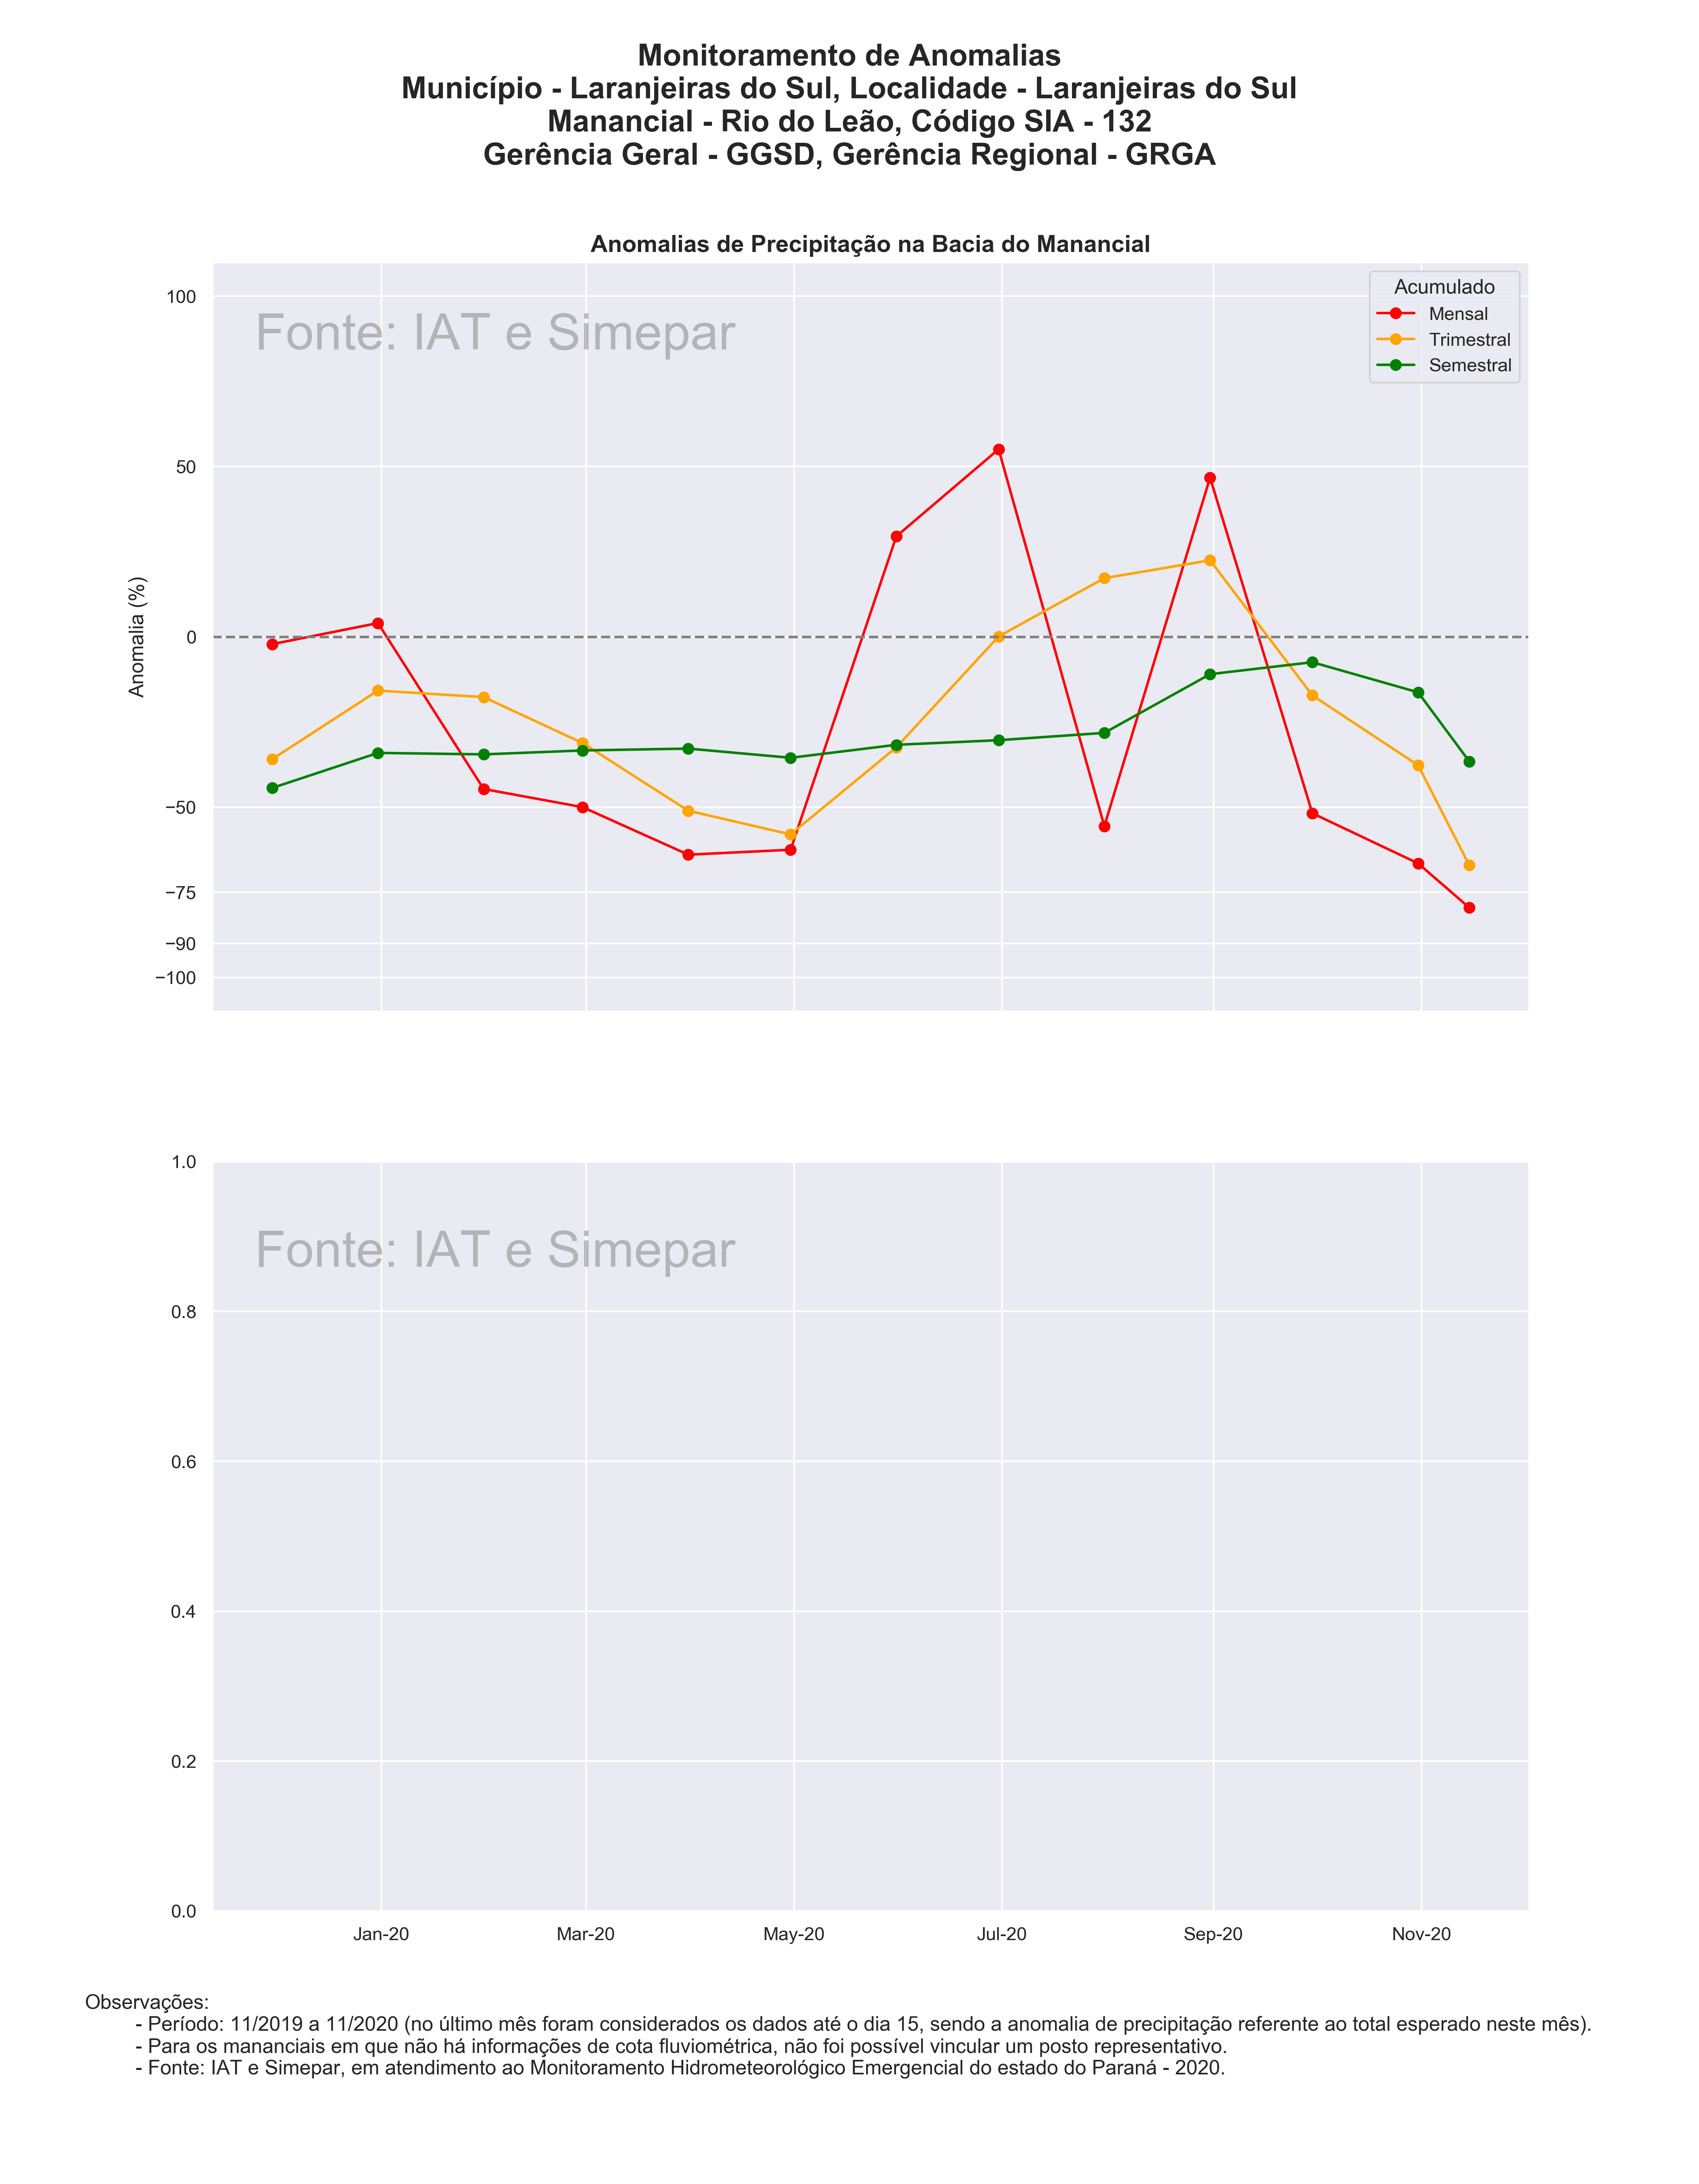 Monitoramento de Anomalias
Município - Laranjeiras do Sul, Localidade - Laranjeiras do Sul
Manancial - Rio do Leão, Código SIA - 132
Gerência Geral - GGSD, Gerência Regional - GRGA
Anomalias de Precipitação na Bacia do Manancial
Fonte: IAT e Simepar
Acumulado
Mensal
Trimestral
Semestral
Anomalia (%)
100
50
0
−50
−75
−90
−100
Fonte: IAT e Simepar
1.0
0.8
0.6
0.4
0.2
0.0
Jan-20 Mar-20 May-20 Jul-20 Sep-20 Nov-20
Observações:
- Período: 11/2019 a 11/2020 (no último mês foram considerados os dados até o dia 15, sendo a anomalia de precipitação referente ao total esperado neste mês).
- Para os mananciais em que não há informações de cota fluviométrica, não foi possível vincular um posto representativo.
- Fonte: IAT e Simepar, em atendimento ao Monitoramento Hidrometeorológico Emergencial do estado do Paraná - 2020.